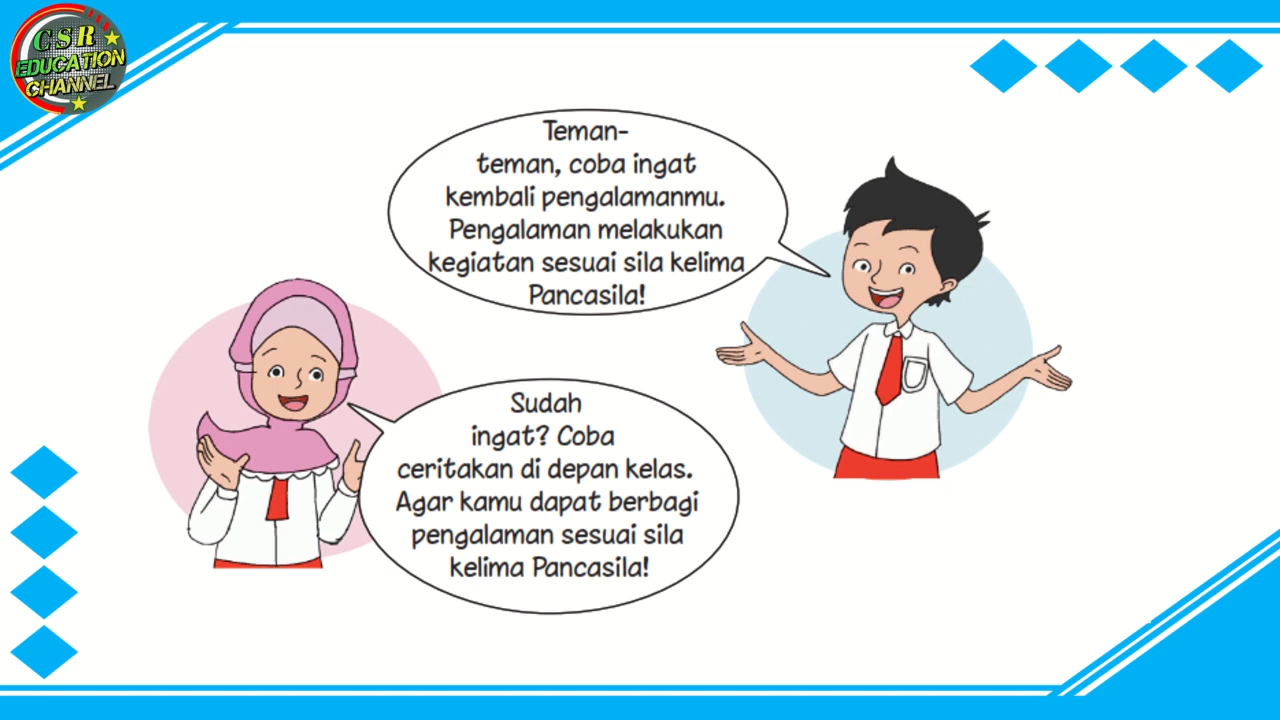 CSR
EDUCATION
CHANNEL
Teman-
teman, coba ingat
kembali pengalamanmu.
Pengalaman melakukan
kegiatan sesuai sila kelima
Pancasila!
Sudah
ingat? Coba
ceritakan di depan kelas.
Agar kamu dapat berbagi
pengalaman sesuai sila
kelima Pancasila!